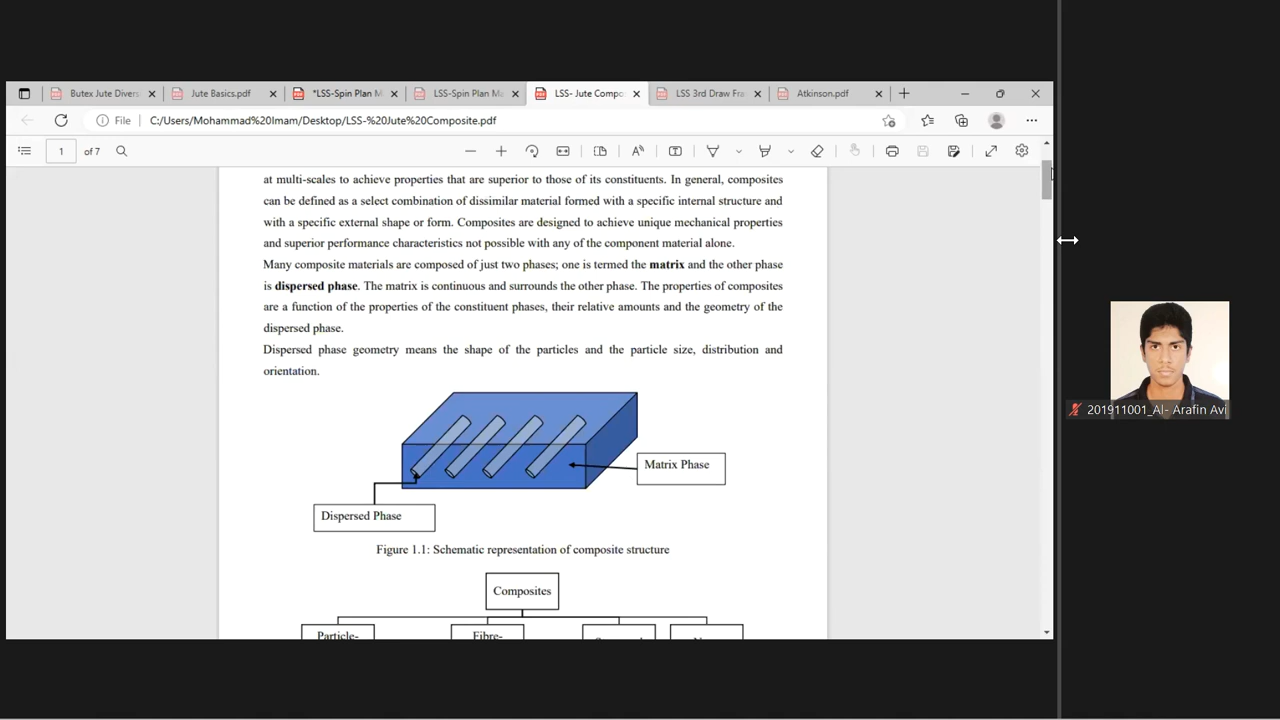 Butex Jute Divers
Jute Basics.pdf
*LSS-Spin Plan M
LSS-Spin Plan Ma
LSS- Jute Compo
LSS 3rd Draw Fra
Atkinson.pdf
File
C:/Users/Mohammad%20Imam/Desktop/LSS-%20Jute%20Composite.pdf
1 of 7
at multi-scales to achieve properties that are superior to those of its constituents. In general, composites
can be defined as a select combination of dissimilar material formed with a specific internal structure and
with a specific external shape or form. Composites are designed to achieve unique mechanical properties
and superior performance characteristics not possible with any of the component material alone.
Many composite materials are composed of just two phases; one is termed the matrix and the other phase
is dispersed phase. The matrix is continuous and surrounds the other phase. The properties of composites
are a function of the properties of the constituent phases, their relative amounts and the geometry of the
dispersed phase.
Dispersed phase geometry means the shape of the particles and the particle size, distribution and
orientation.
Matrix Phase
Dispersed Phase
Figure 1.1: Schematic representation of composite structure
Composites
Particle-
Fibre-
201911001_Al- Arafin Avi